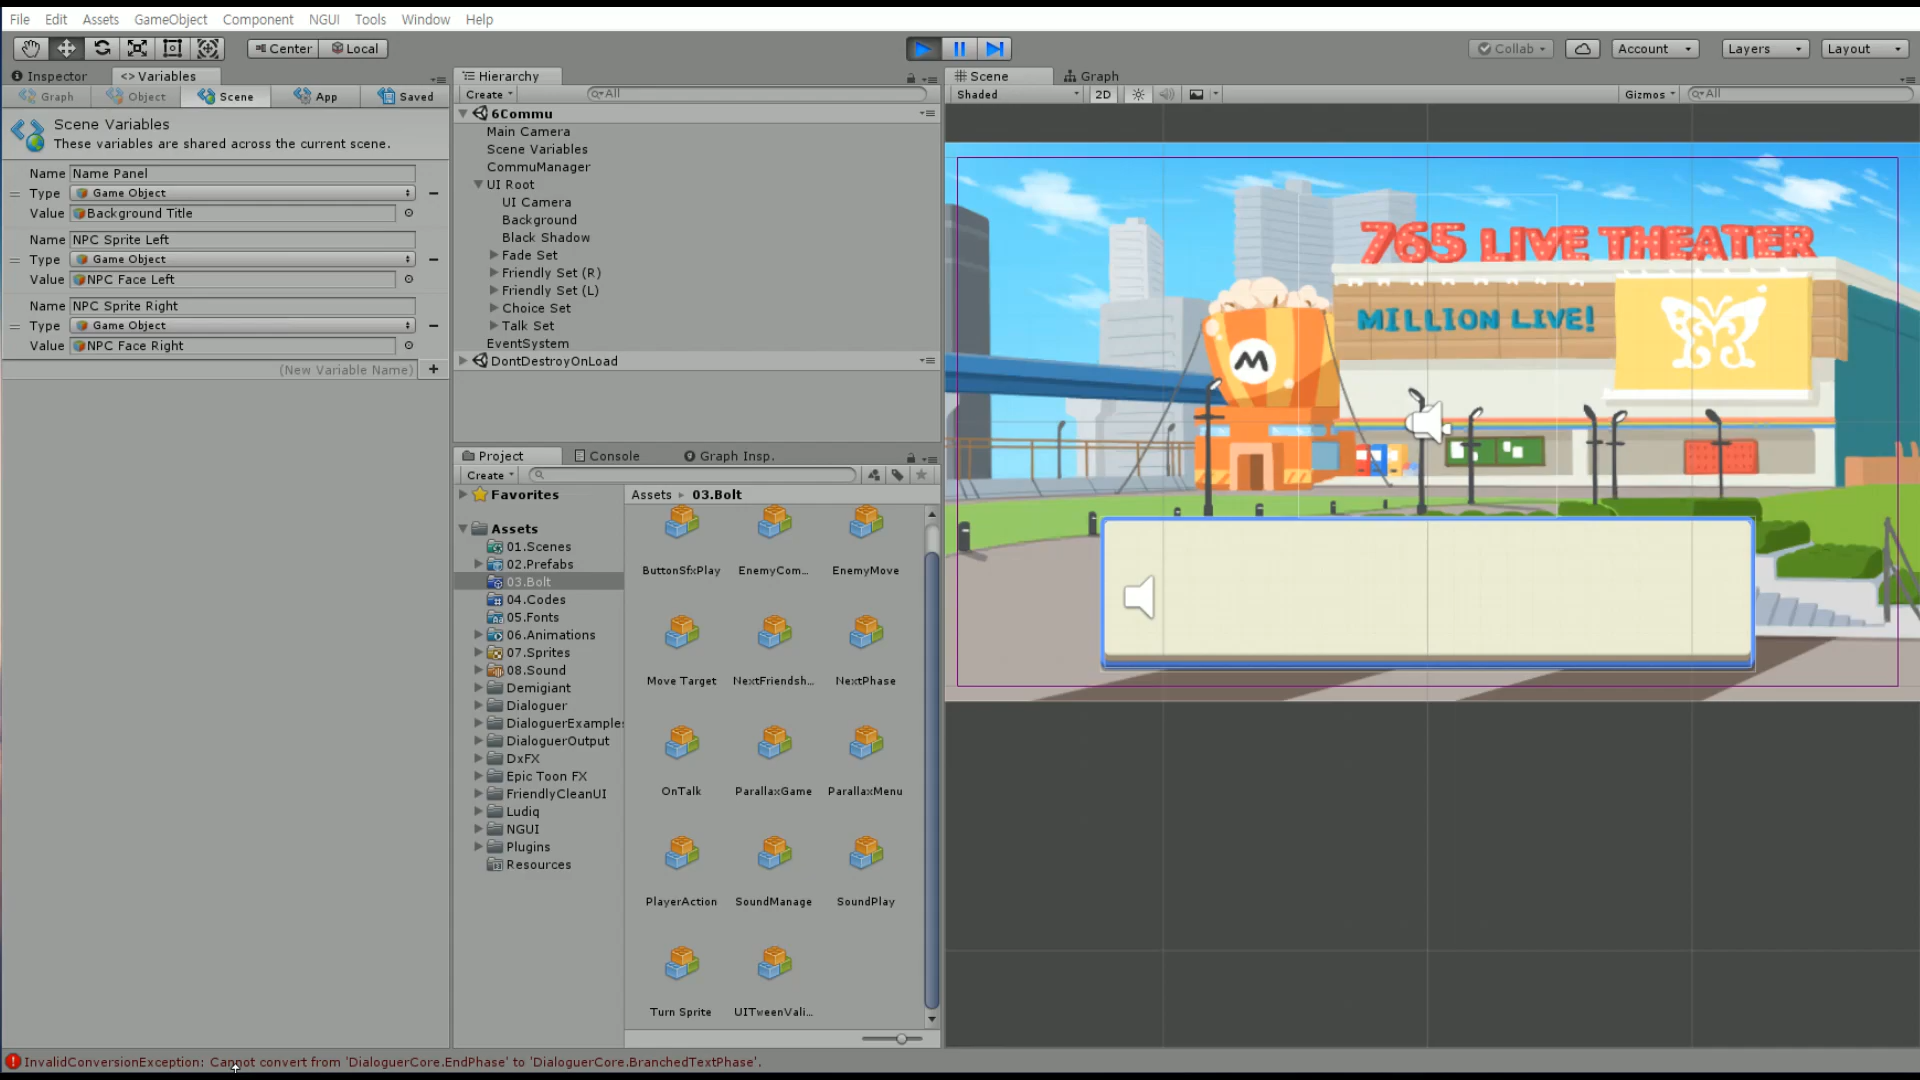 File Edit Assets GameObject Component NGUI Tools Window Help
Center Local Collab Account Layers Layout
Inspector <> Variables
Graph Object Scene App Saved
Scene Variables
These variables are shared across the current scene.
Name Name Panel
Type Game Object
Value Background Title
Name NPC Sprite Left
Type Game Object
Value NPC Face Left
Name NPC Sprite Right
Type Game Object
Value NPC Face Right
(New Variable Name)
Hierarchy
Create All
6Commu
Main Camera
Scene Variables
CommuManager
UI Root
UI Camera
Background
Black Shadow
Fade Set
Friendly Set (R)
Friendly Set (L)
Choice Set
Talk Set
EventSystem
DontDestroyOnLoad
Project Console Graph Insp.
Create
Favorites
Assets
01.Scenes
02.Prefabs
03.Bolt
04.Codes
05.Fonts
06.Animations
07.Sprites
08.Sound
Demigiant
Dialoguer
DialoguerExample
DialoguerOutput
DxFX
Epic Toon FX
FriendlyCleanUI
Ludiq
NGUI
Plugins
Resources
Assets 03.Bolt
ButtonSfxPlay EnemyCom... EnemyMove
Move Target NextFriendsh... NextPhase
OnTalk ParallaxGame ParallaxMenu
PlayerAction SoundManage SoundPlay
Turn Sprite UITweenVali...
Scene Graph
Shaded 2D Gizmos All
765 LIVE THEATER
MILLION LIVE!
M
InvalidConversionException: Cannot convert from 'DialoguerCore.EndPhase' to 'DialoguerCore.BranchedTextPhase'.